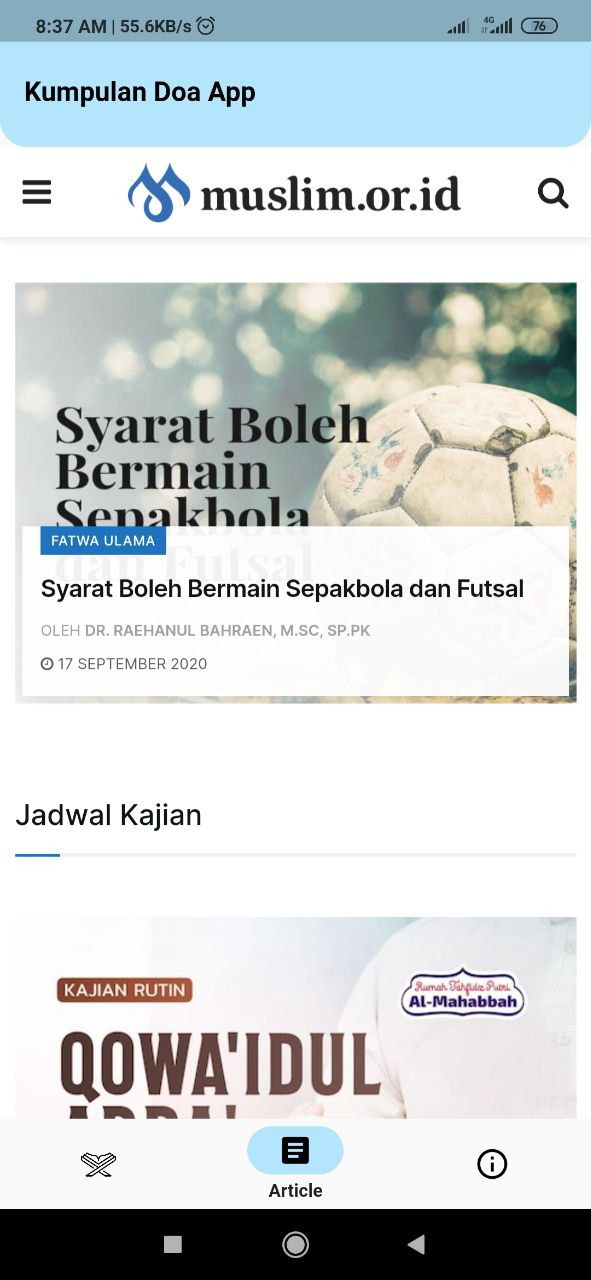 8:37 AM | 55.6KB/s
4G
76
Kumpulan Doa App
muslim.or.id
Syarat Boleh
Bermain
Sepakbola
dan Futsal
FATWA ULAMA
Syarat Boleh Bermain Sepakbola dan Futsal
OLEH DR. RAEHANUL BAHRAEN, M.SC, SP.PK
17 SEPTEMBER 2020
Jadwal Kajian
KAJIAN RUTIN
Rumah Tahfidz Putri
Al-Mahabbah
QOWA'IDUL
Article